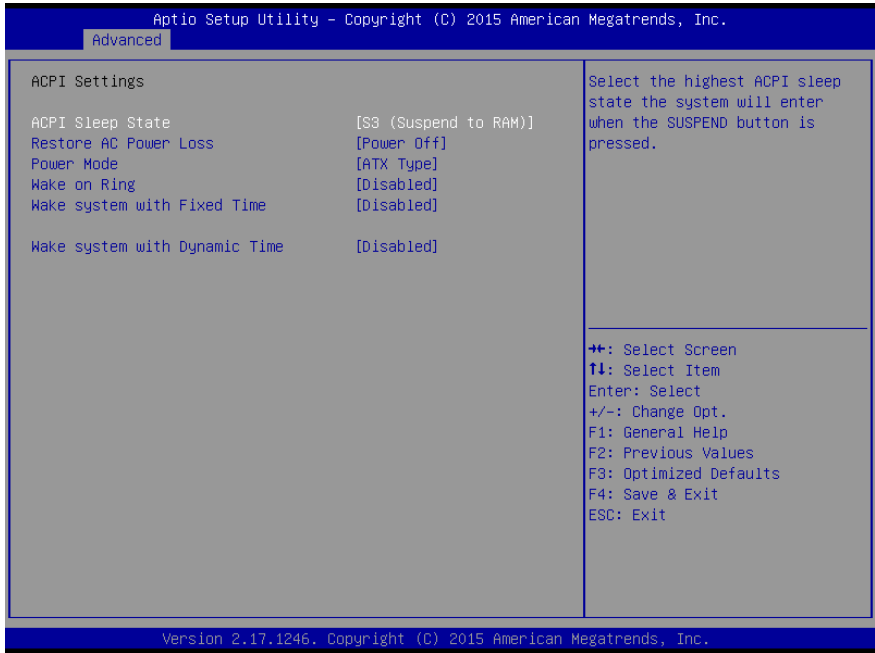 Aptio Setup Utility – Copyright (C) 2015 American Megatrends, Inc.
Advanced
ACPI Settings
ACPI Sleep State [S3 (Suspend to RAM)]
Restore AC Power Loss [Power Off]
Power Mode [ATX Type]
Wake on Ring [Disabled]
Wake system with Fixed Time [Disabled]
Wake system with Dynamic Time [Disabled]
Select the highest ACPI sleep
state the system will enter
when the SUSPEND button is
pressed.
→←: Select Screen
↑↓: Select Item
Enter: Select
+/-: Change Opt.
F1: General Help
F2: Previous Values
F3: Optimized Defaults
F4: Save & Exit
ESC: Exit
Version 2.17.1246. Copyright (C) 2015 American Megatrends, Inc.